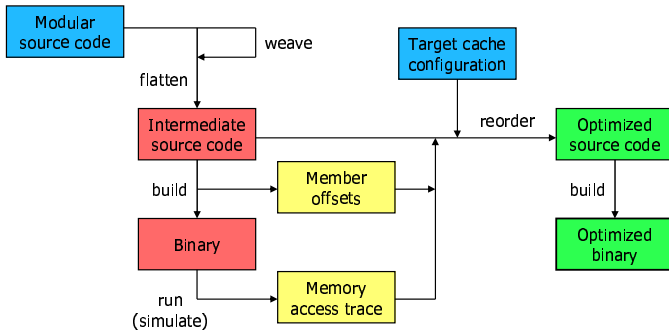 Modular
source code
weave
Target cache
configuration
flatten
Intermediate
source code
reorder
Optimized
source code
build
Member
offsets
build
Binary
Optimized
binary
run
(simulate)
Memory
access trace